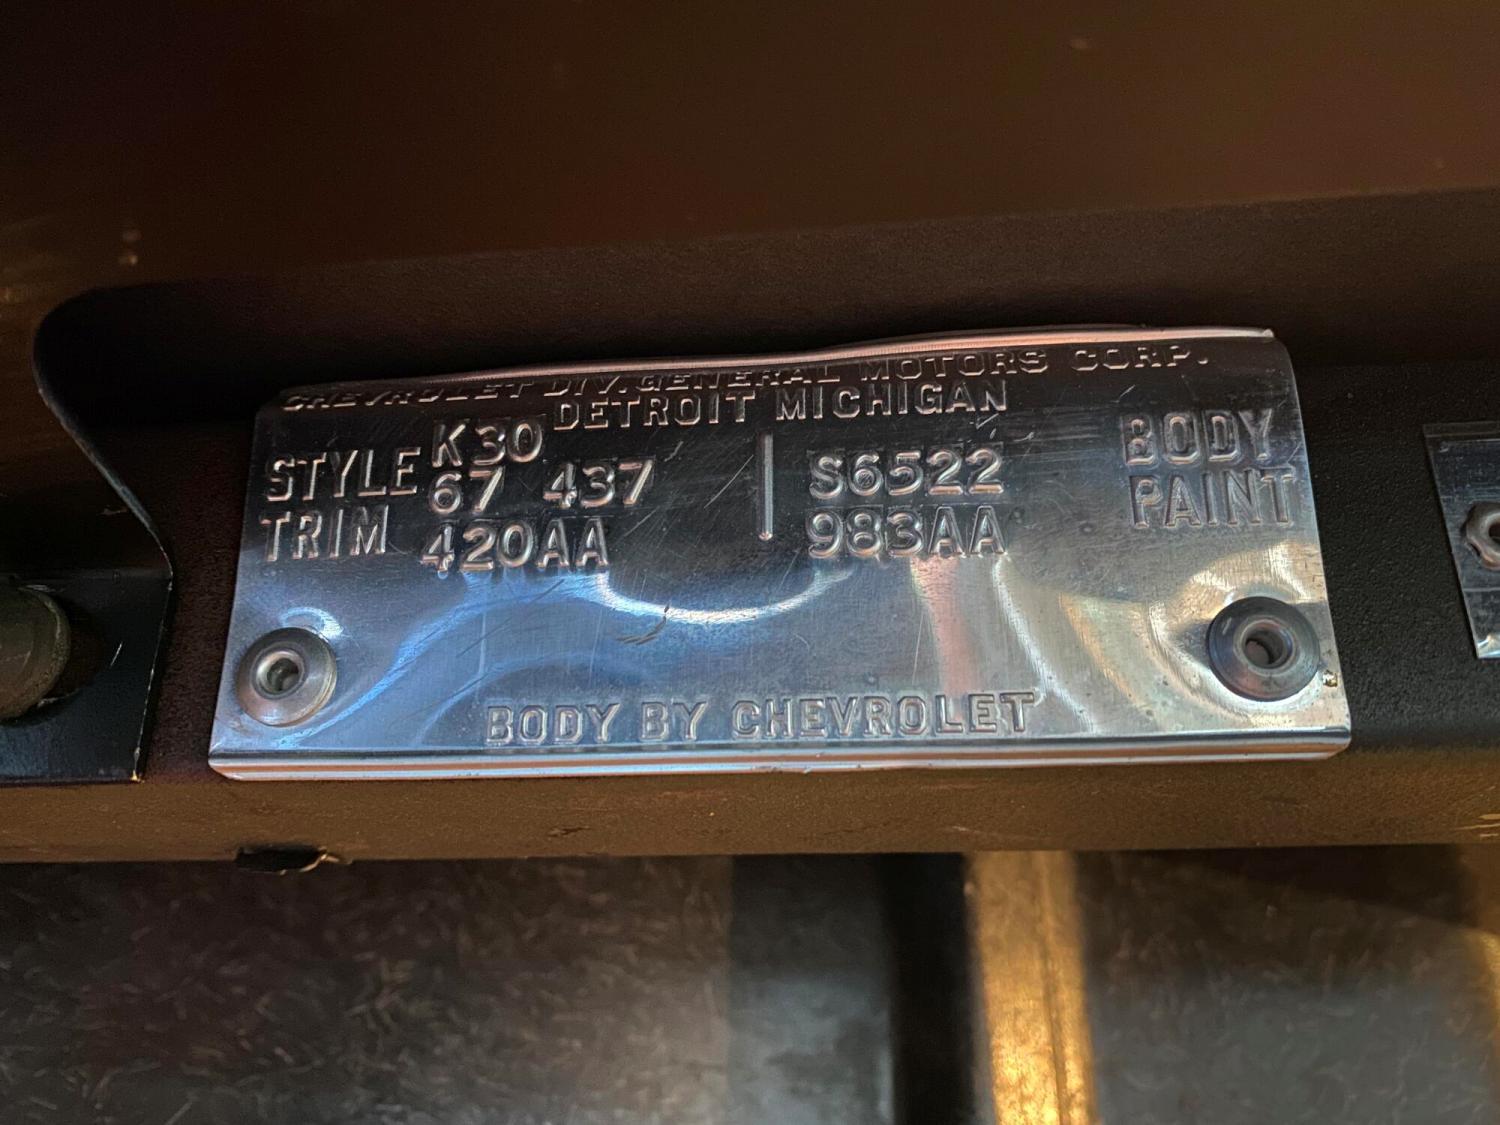 CHEVROLET DIV. GENERAL MOTORS CORP.
DETROIT MICHIGAN
K30
STYLE 67 437 S6522 BODY
TRIM 420AA 983AA PAINT
BODY BY CHEVROLET